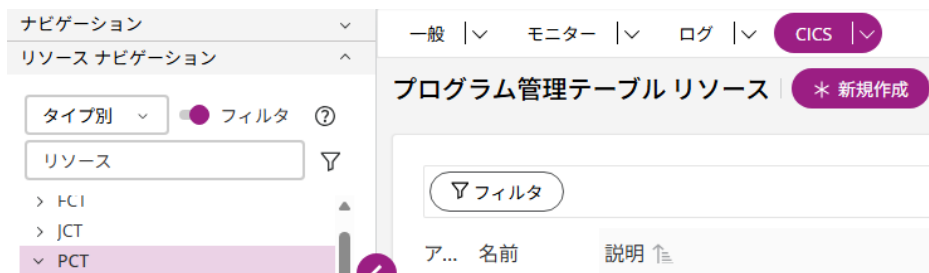 ナビゲーション
リソース ナビゲーション
タイプ別 フィルタ ?
リソース
FCT
JCT
PCT
一般 モニター ログ CICS
プログラム管理テーブル リソース 新規作成
フィルタ
ア... 名前 説明